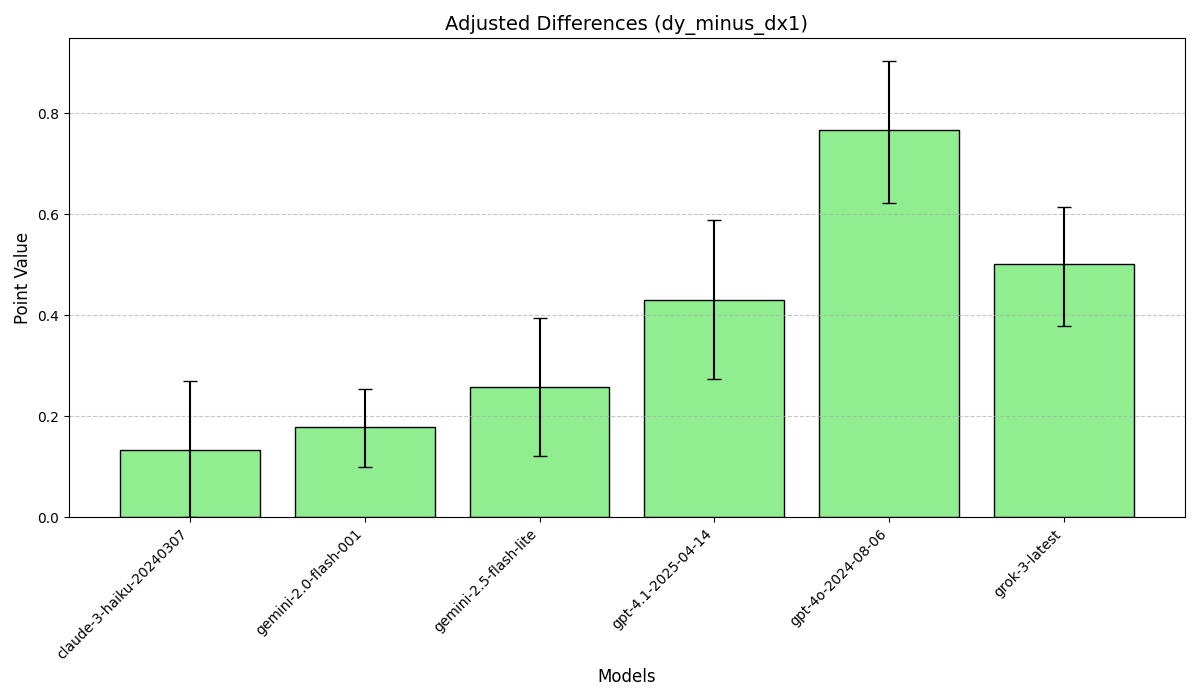 Adjusted Differences (dy_minus_dx1)
Point Value
0.8
0.6
0.4
0.2
0.0
claude-3-haiku-20240307
gemini-2.0-flash-001
gemini-2.5-flash-lite
gpt-4.1-2025-04-14
gpt-4o-2024-08-06
grok-3-latest
Models